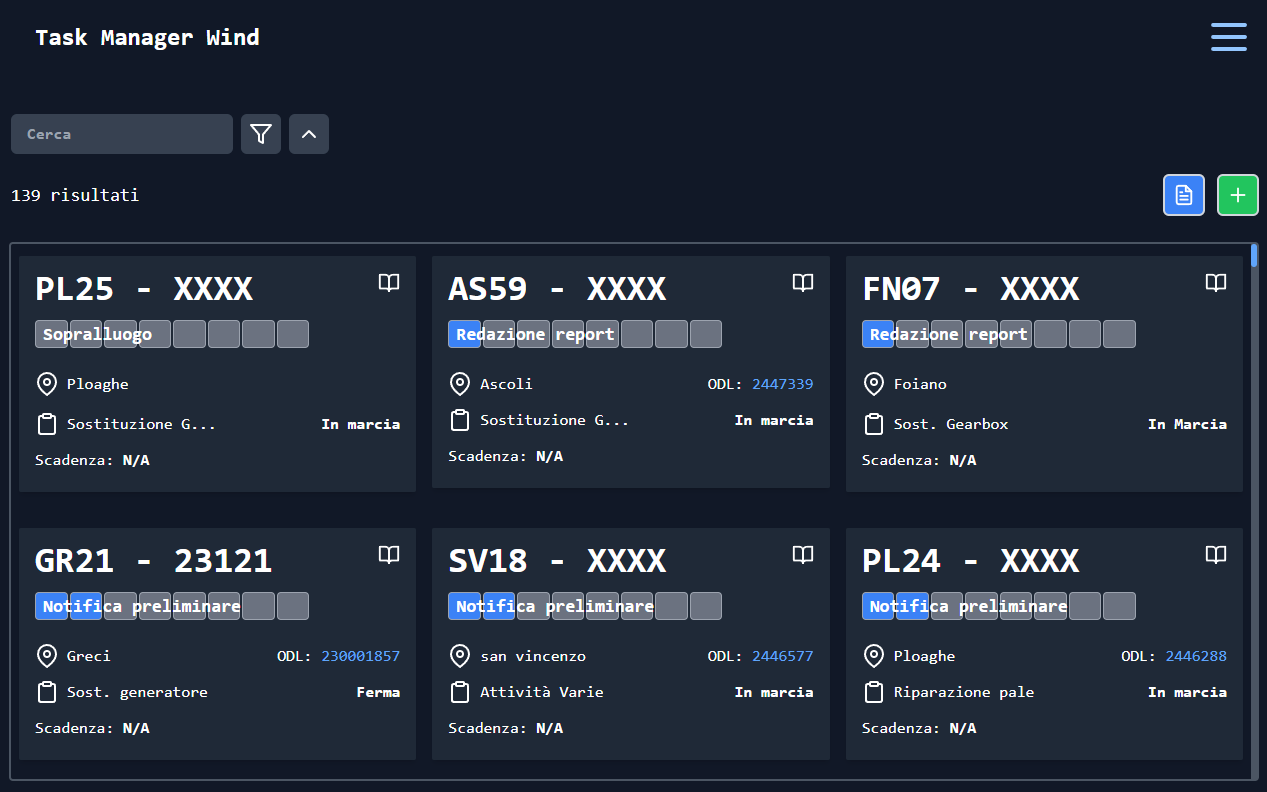 Task Manager Wind
Cerca
139 risultati
PL25 - XXXX
Sopralluogo
Ploaghe
Sostituzione G... In marcia
Scadenza: N/A
AS59 - XXXX
Redazione report
Ascoli ODL: 2447339
Sostituzione G... In marcia
Scadenza: N/A
FN07 - XXXX
Redazione report
Foiano
Sost. Gearbox In Marcia
Scadenza: N/A
GR21 - 23121
Notifica preliminare
Greci ODL: 230001857
Sost. generatore Ferma
Scadenza: N/A
SV18 - XXXX
Notifica preliminare
san vincenzo ODL: 2446577
Attività Varie In marcia
Scadenza: N/A
PL24 - XXXX
Notifica preliminare
Ploaghe ODL: 2446288
Riparazione pale In marcia
Scadenza: N/A